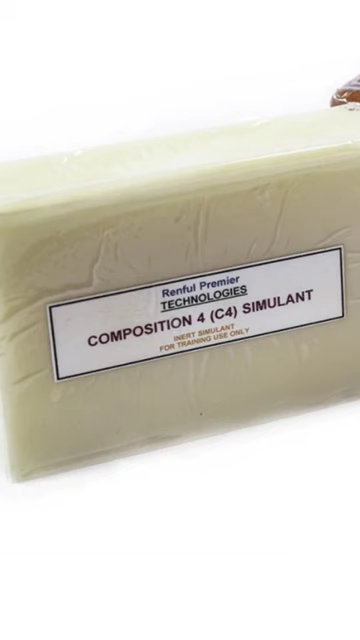 Renful Premier
TECHNOLOGIES
COMPOSITION 4 (C4) SIMULANT
INERT SIMULANT
FOR TRAINING USE ONLY